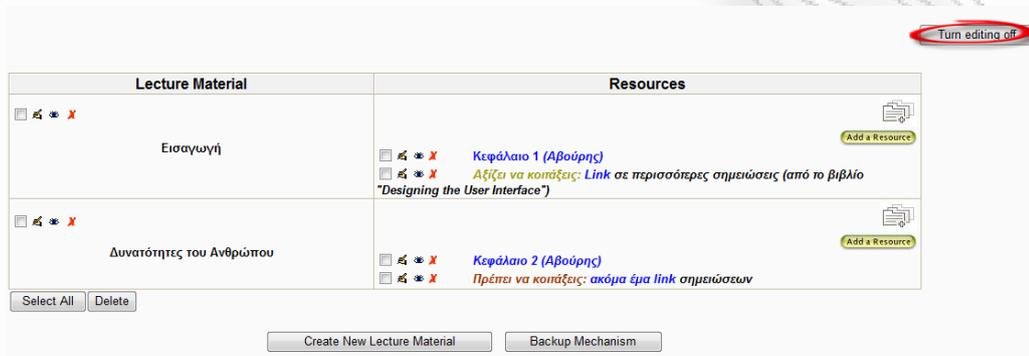 Turn editing off
Lecture Material
Resources
Add a Resource
Εισαγωγή
Κεφάλαιο 1 (Αβούρης)
Αξίζει να κοιτάξεις: Link σε περισσότερες σημειώσεις (από το βιβλίο
"Designing the User Interface")
Add a Resource
Δυνατότητες του Ανθρώπου
Κεφάλαιο 2 (Αβούρης)
Πρέπει να κοιτάξεις: ακόμα έμα link σημειώσεων
Select All Delete
Create New Lecture Material Backup Mechanism